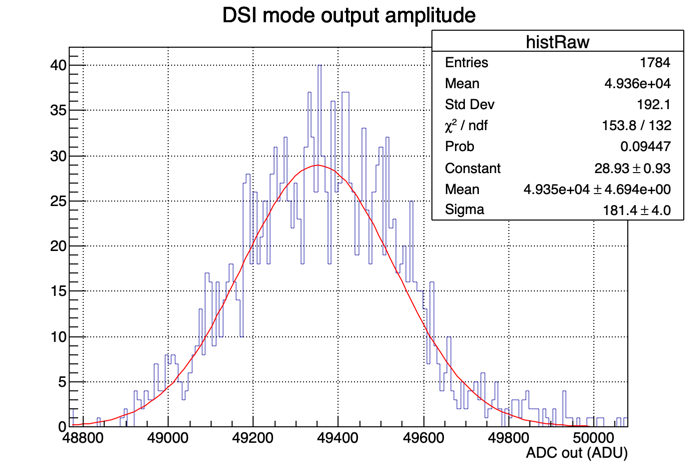 DSI mode output amplitude
histRaw
Entries 1784
Mean 4.936e+04
Std Dev 192.1
χ² / ndf 153.8 / 132
Prob 0.09447
Constant 28.93 ± 0.93
Mean 4.935e+04 ± 4.694e+00
Sigma 181.4 ± 4.0
40
35
30
25
20
15
10
5
0
48800 49000 49200 49400 49600 49800 50000
ADC out (ADU)